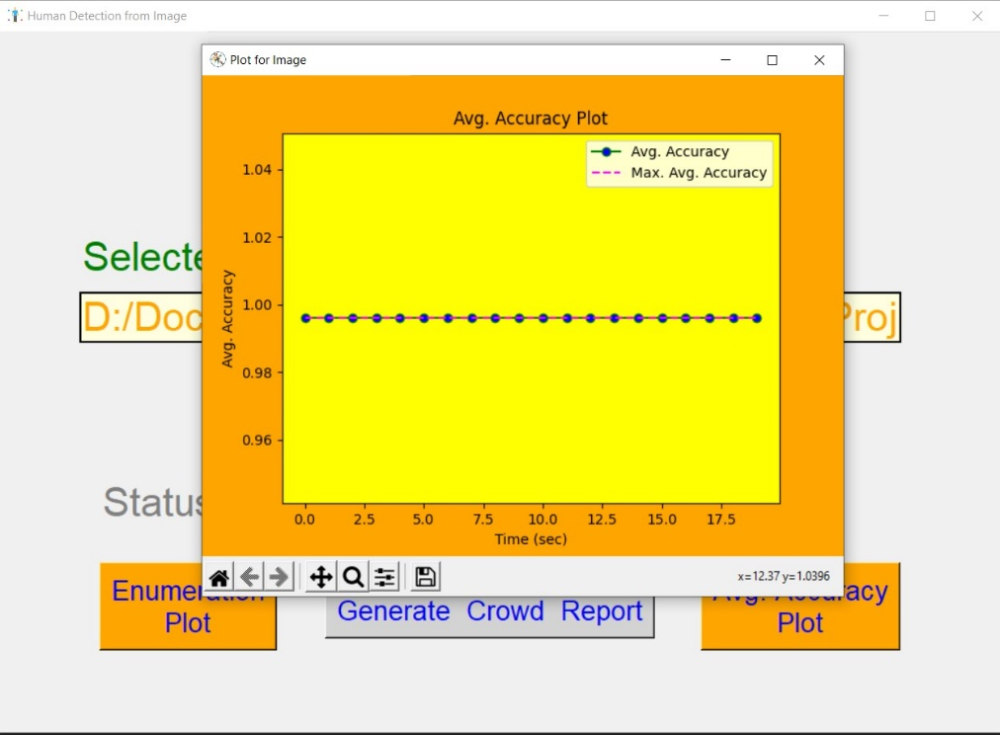 Human Detection from Image
Plot for Image
Avg. Accuracy Plot
Avg. Accuracy
Max. Avg. Accuracy
1.04
1.02
1.00
0.98
0.96
Avg. Accuracy
0.0 2.5 5.0 7.5 10.0 12.5 15.0 17.5
Time (sec)
x=12.37 y=1.0396
Selecte
D:/Doc Proj
Status
Enumeration
Plot
Generate Crowd Report
Avg. Accuracy
Plot